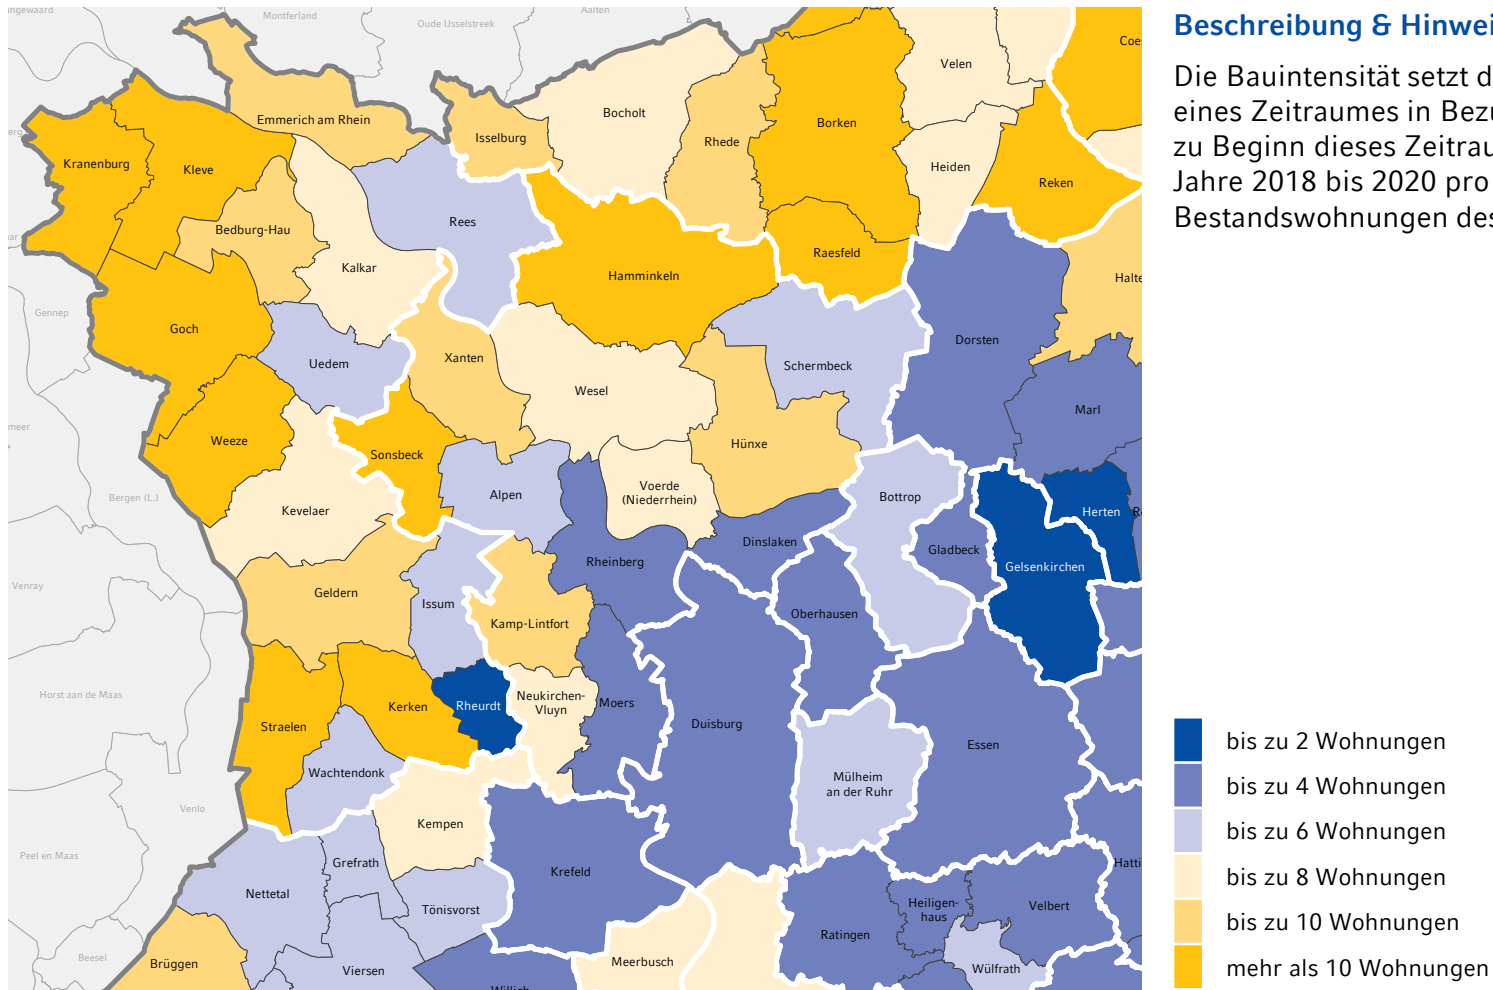 Montferland
Oude IJsselstreek
Aalten
Beschreibung & Hinwei
Die Bauintensität setzt d
eines Zeitraumes in Bezu
zu Beginn dieses Zeitrau
Jahre 2018 bis 2020 pro
Bestandswohnungen des
Coes
Velen
Bocholt
Emmerich am Rhein
Isselburg
Rhede
Borken
Kranenburg
Kleve
Heiden
Reken
Rees
Bedburg-Hau
Kalkar
Raesfeld
Hamminkeln
Halte
Gennep
Goch
Dorsten
Uedem
Xanten
Schermbeck
Wesel
Marl
Weeze
Sonsbeck
Hünxe
Voerde
(Niederrhein)
Alpen
Bottrop
Bergen (L.)
Kevelaer
Herten
Dinslaken
Gladbeck
Rheinberg
Gelsenkirchen
Venray
Geldern
Issum
Kamp-Lintfort
Oberhausen
Horst aan de Maas
Straelen
Kerken
Rheurdt
Neukirchen-
Vluyn
Moers
Duisburg
Essen
Wachtendonk
Mülheim
an der Ruhr
Venlo
Kempen
Peel en Maas
Grefrath
Krefeld
Hatti
Nettetal
Tönisvorst
Heiligen-
haus
Velbert
Ratingen
Beesel
Brüggen
Viersen
Meerbusch
Wülfrath
bis zu 2 Wohnungen
bis zu 4 Wohnungen
bis zu 6 Wohnungen
bis zu 8 Wohnungen
bis zu 10 Wohnungen
mehr als 10 Wohnungen